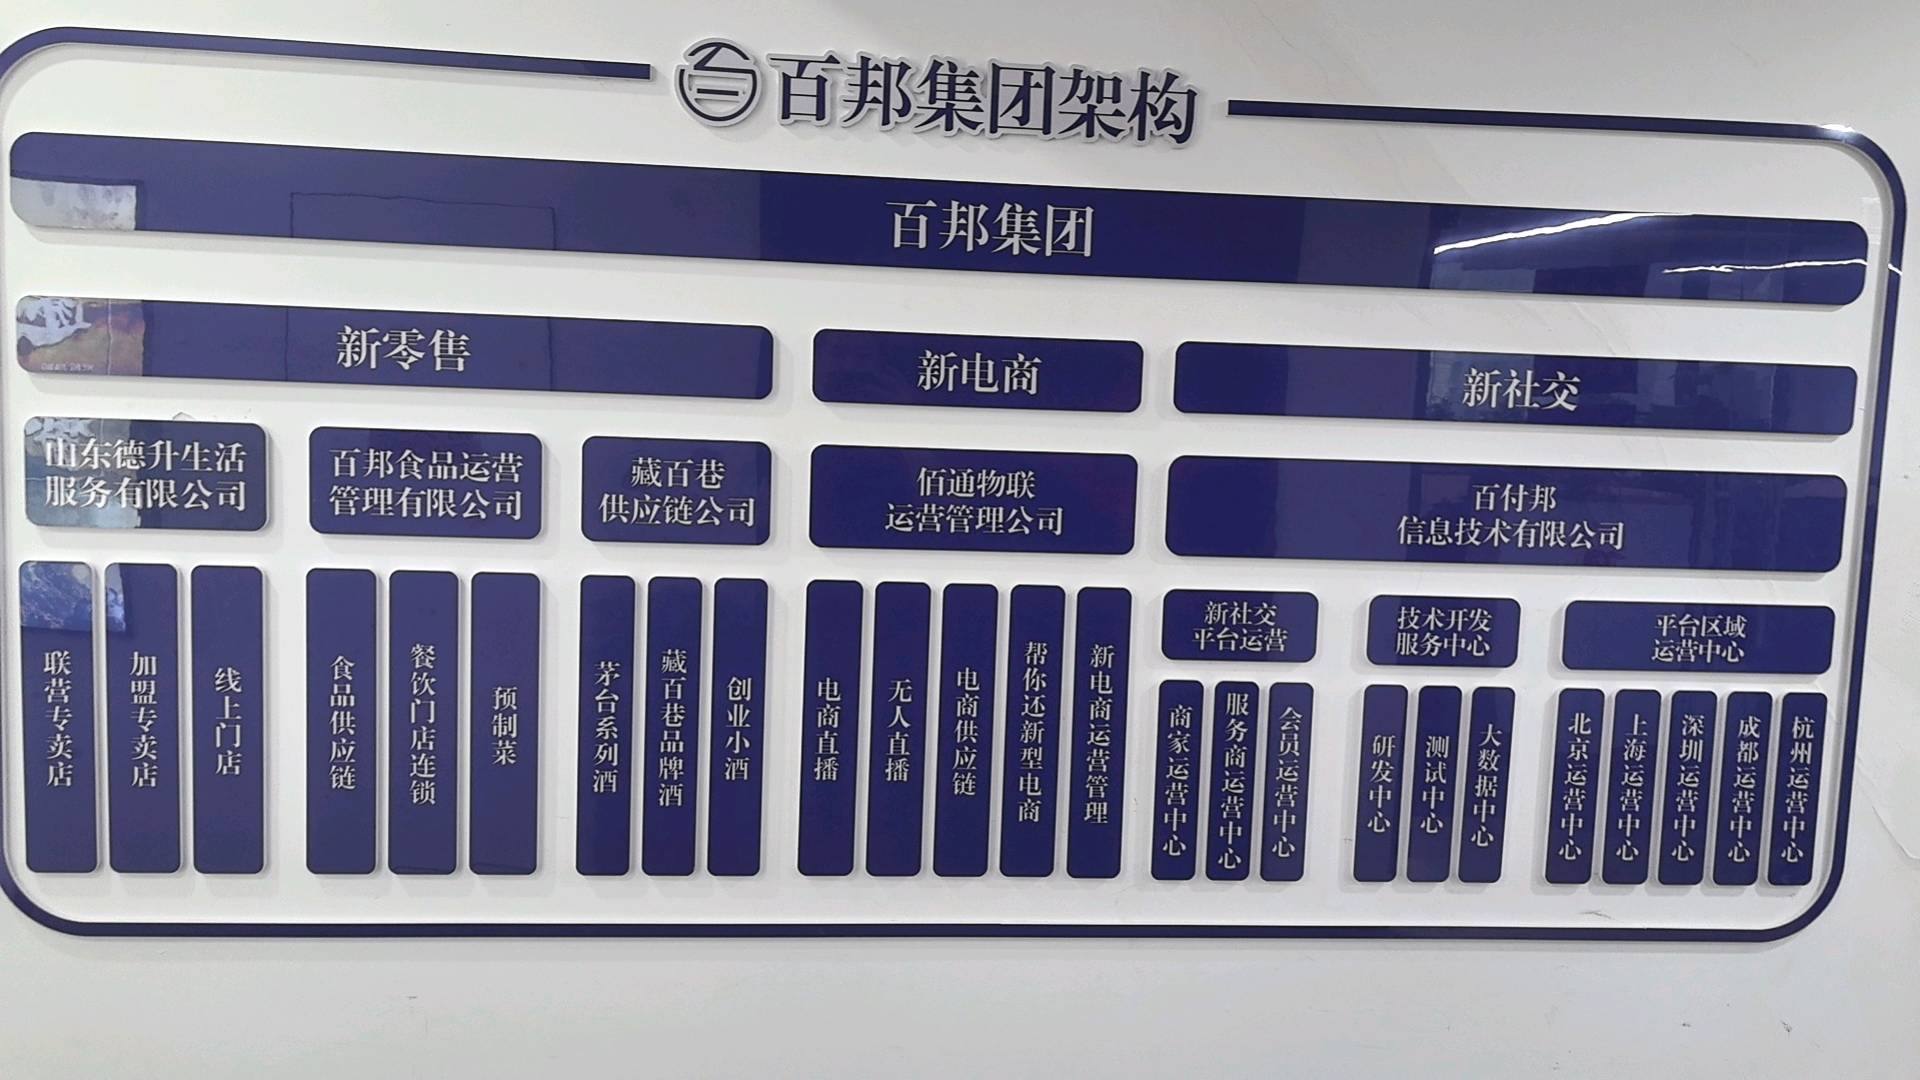 百邦集团架构
百邦集团
新零售
新电商
新社交
山东德升生活
服务有限公司
百邦食品运营
管理有限公司
藏百巷
供应链公司
佰通物联
运营管理公司
百付邦
信息技术有限公司
联营专卖店
加盟专卖店
线上门店
食品供应链
餐饮门店连锁
预制菜
茅台系列酒
藏百巷品牌酒
创业小酒
电商直播
无人直播
电商供应链
帮你还新型电商
新电商运营管理
新社交
平台运营
技术开发
服务中心
平台区域
运营中心
商家运营中心
服务商运营中心
会员运营中心
研发中心
测试中心
大数据中心
北京运营中心
上海运营中心
深圳运营中心
成都运营中心
杭州运营中心